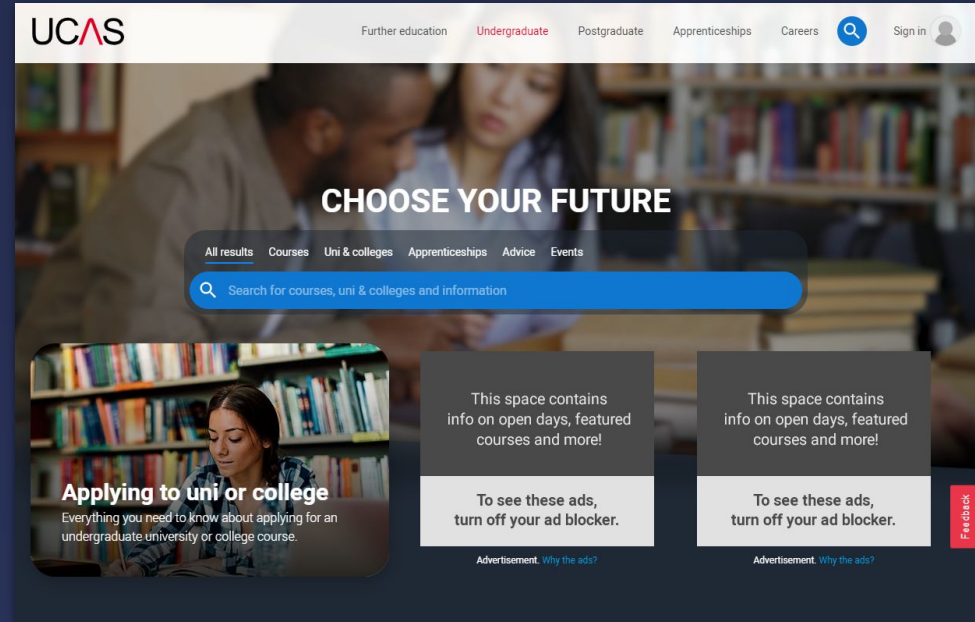 UCAS
Further education Undergraduate Postgraduate Apprenticeships Careers Sign in
CHOOSE YOUR FUTURE
All results Courses Uni & colleges Apprenticeships Advice Events
Search for courses, uni & colleges and information
Applying to uni or college
Everything you need to know about applying for an
undergraduate university or college course.
This space contains
info on open days, featured
courses and more!
To see these ads,
turn off your ad blocker.
Advertisement. Why the ads?
This space contains
info on open days, featured
courses and more!
To see these ads,
turn off your ad blocker.
Advertisement. Why the ads?
Feedback